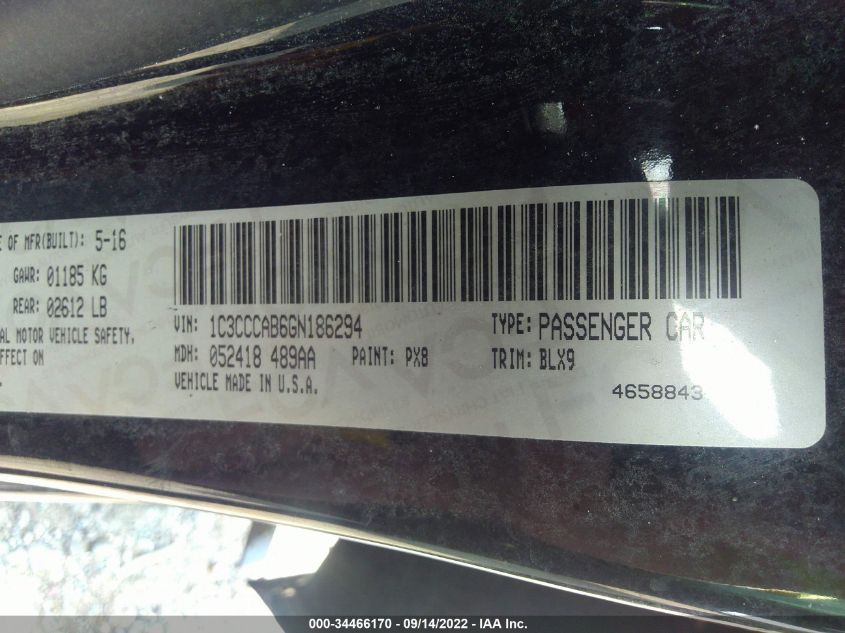 E OF MFR(BUILT): 5-16
GAWR: 01185 KG
REAR: 02612 LB
AL MOTOR VEHICLE SAFETY.
EFFECT ON
VIN: 1C3CCCAB6GN186294 TYPE: PASSENGER CAR
MDH: 052418 489AA PAINT: PX8 TRIM: BLX9
VEHICLE MADE IN U.S.A.
4658843
000-34466170 - 09/14/2022 - IAA Inc.